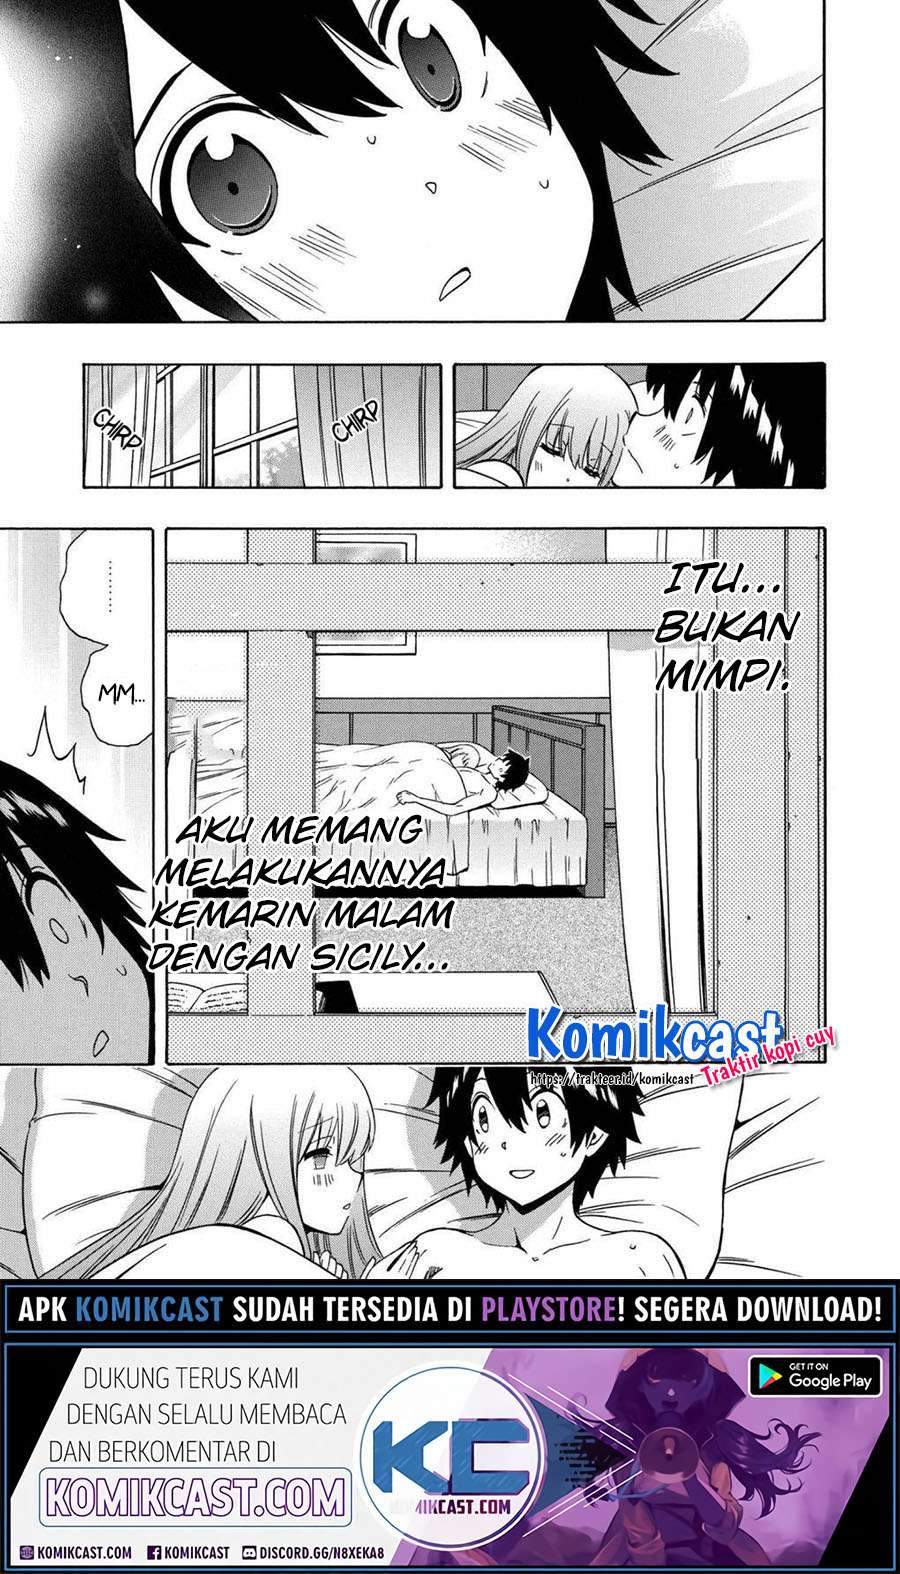 CHIRP
CHIRP
ITU...
BUKAN
MIMPI.
.........
MM...
AKU MEMANG
MELAKUKANNYA
KEMARIN MALAM
DENGAN SICILY...
Komikcast
Traktir kopi cuy
https://trakteer.id/komikcast
APK KOMIKCAST SUDAH TERSEDIA DI PLAYSTORE! SEGERA DOWNLOAD!
DUKUNG TERUS KAMI
DENGAN SELALU MEMBACA
DAN BERKOMENTAR DI
KOMIKCAST.COM
KOMIKCAST.COM
KOMIKCAST
DISCORD.GG/N8XEKA8
KC
KOMIKCAST.COM
GET IT ON
Google Play